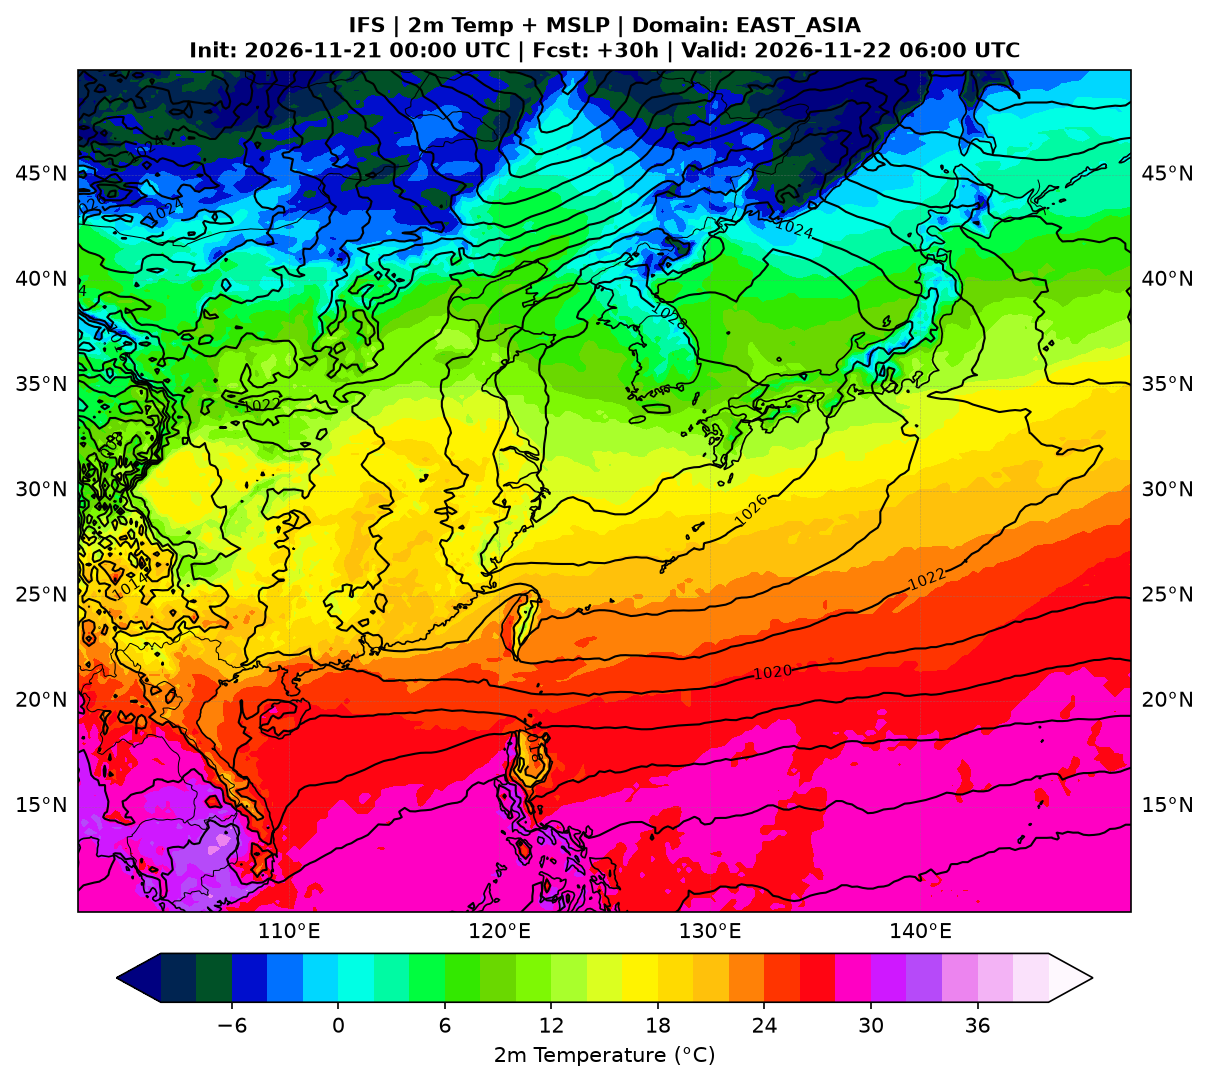 IFS | 2m Temp + MSLP | Domain: EAST_ASIA
Init: 2026-11-21 00:00 UTC | Fcst: +30h | Valid: 2026-11-22 06:00 UTC
1024
45°N 45°N
1024
1024
40°N 40°N
1028
35°N 35°N
1022
30°N 30°N
1026
1014
25°N 1022 25°N
1020
20°N 20°N
15°N 15°N
110°E 120°E 130°E 140°E
−6 0 6 12 18 24 30 36
2m Temperature (°C)